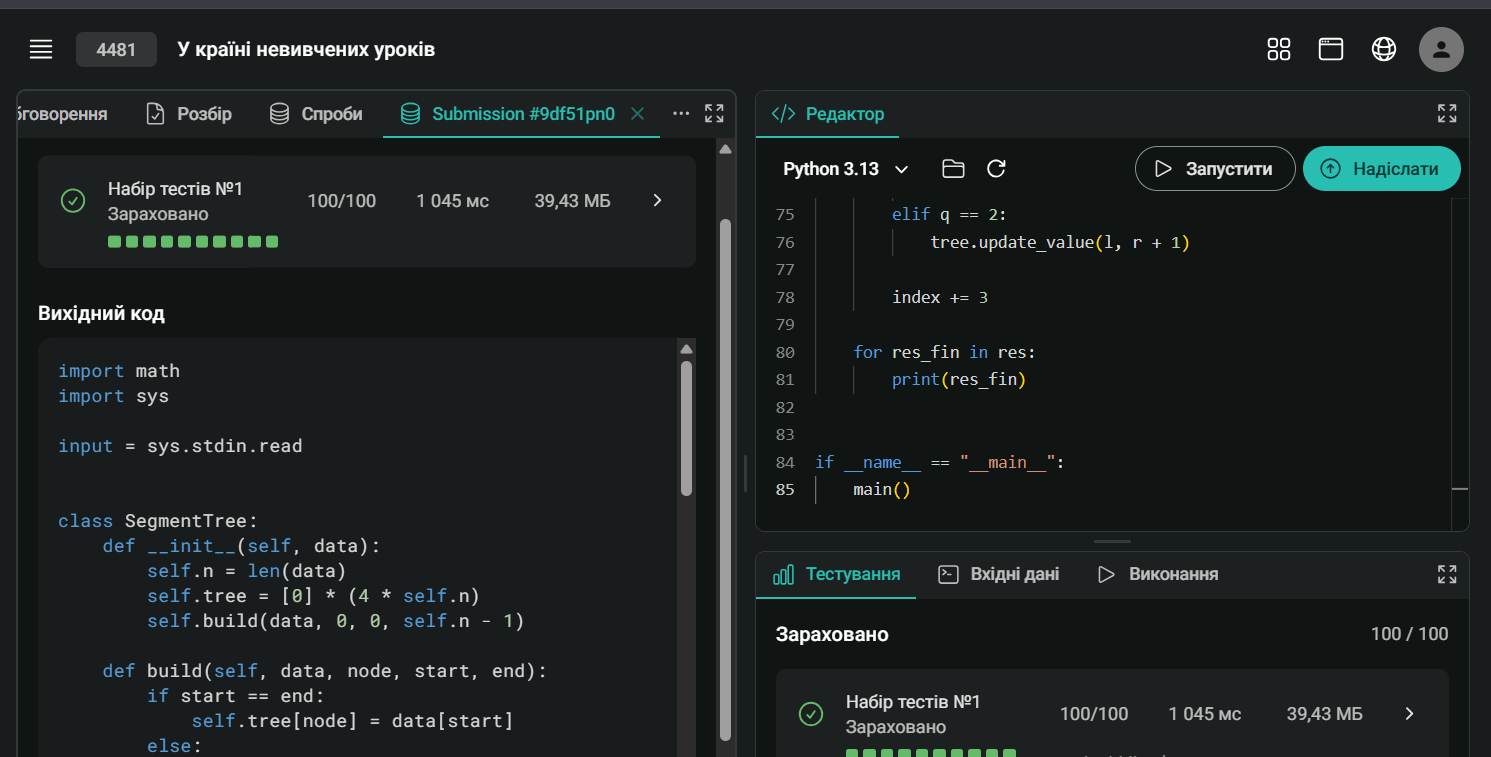 4481 У країні невивчених уроків
бговорення Розбір Спроби Submission #9df51pn0
Набір тестів №1
Зараховано
100/100 1 045 мс 39,43 МБ
Вихідний код
import math
import sys
input = sys.stdin.read
class SegmentTree:
def __init__(self, data):
self.n = len(data)
self.tree = [0] * (4 * self.n)
self.build(data, 0, 0, self.n - 1)
def build(self, data, node, start, end):
if start == end:
self.tree[node] = data[start]
else:
Редактор
Python 3.13 Запустити Надіслати
75 elif q == 2:
76 tree.update_value(l, r + 1)
77
78 index += 3
79
80 for res_fin in res:
81 print(res_fin)
82
83
84 if __name__ == "__main__":
85 main()
Тестування Вхідні дані Виконання
Зараховано 100 / 100
Набір тестів №1
Зараховано
100/100 1 045 мс 39,43 МБ